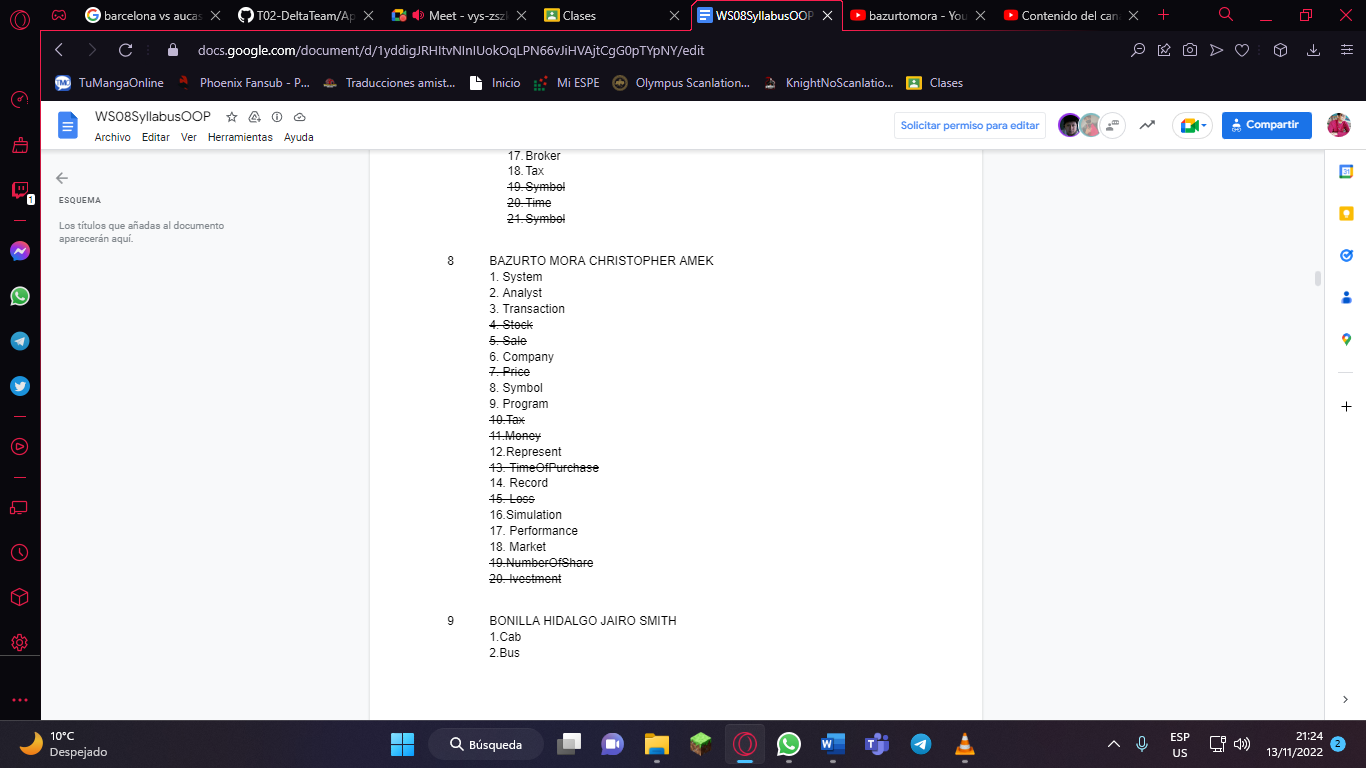 barcelona vs aucas
T02-DeltaTeam/Ap
Meet - vys-zszk
Clases
WS08SyllabusOOP
bazurtomora - You
Contenido del cana
docs.google.com/document/d/1yddigJRHItvNInIUokOqLPN66vJiHVAjtCgG0pTYpNY/edit
TuMangaOnline
Phoenix Fansub - P...
Traducciones amist...
Inicio
Mi ESPE
Olympus Scanlation...
KnightNoScanlatio...
Clases
WS08SyllabusOOP
Archivo Editar Ver Herramientas Ayuda
Solicitar permiso para editar
Compartir
1
ESQUEMA
Los títulos que añadas al documento
aparecerán aquí.
17. Broker
18. Tax
19. Symbol
20. Time
21. Symbol
8 BAZURTO MORA CHRISTOPHER AMEK
1. System
2. Analyst
3. Transaction
4. Stock
5. Sale
6. Company
7. Price
8. Symbol
9. Program
10.Tax
11.Money
12.Represent
13. TimeOfPurchase
14. Record
15. Loss
16.Simulation
17. Performance
18. Market
19.NumberOfShare
20. Ivestment
9 BONILLA HIDALGO JAIRO SMITH
1.Cab
2.Bus
10°C
Despejado
Búsqueda
ESP
US
21:24
13/11/2022
2